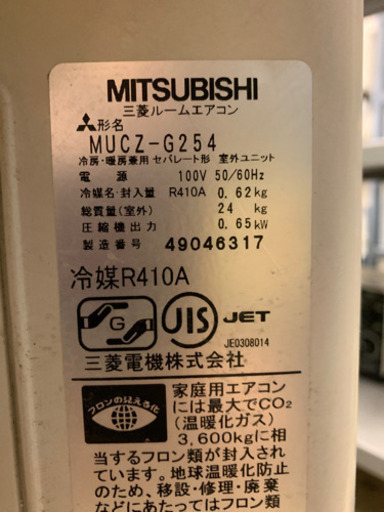 MITSUBISHI
三菱ルームエアコン
形名
MUCZ-G254
冷房・暖房兼用 セパレート形 室外ユニット
電源 100V 50/60Hz
冷媒名・封入量 R410A 0.62kg
総質量(室外) 24 kg
圧縮機出力 0.65kW
製造番号 49046317
冷媒R410A
G
JIS JET
JE0308014
三菱電機株式会社
フロンの見える化
家庭用エアコン
には最大でCO2
(温暖化ガス)
3,600kgに相
当するフロン類が封入され
ています。地球温暖化防止
のため、移設・修理・廃棄
などにあたってはフロン類